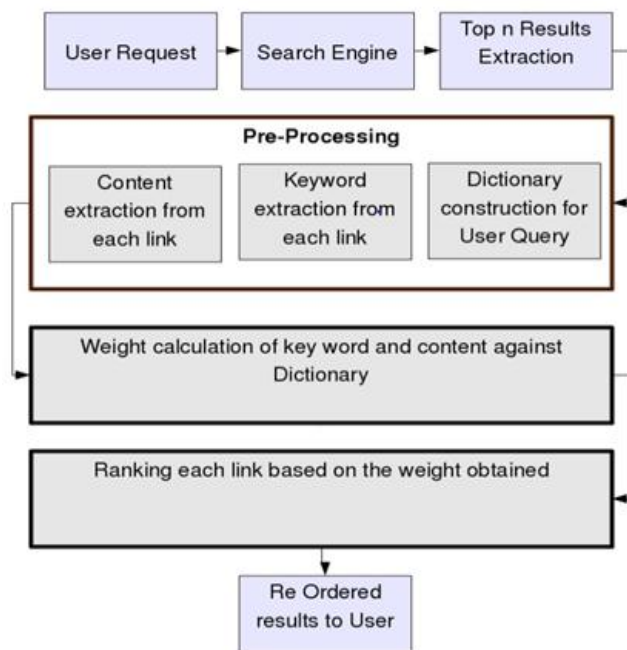 User Request
Search Engine
Top n Results
Extraction
Pre-Processing
Content
extraction from
each link
Keyword
extraction from
each link
Dictionary
construction for
User Query
Weight calculation of key word and content against
Dictionary
Ranking each link based on the weight obtained
Re Ordered
results to User